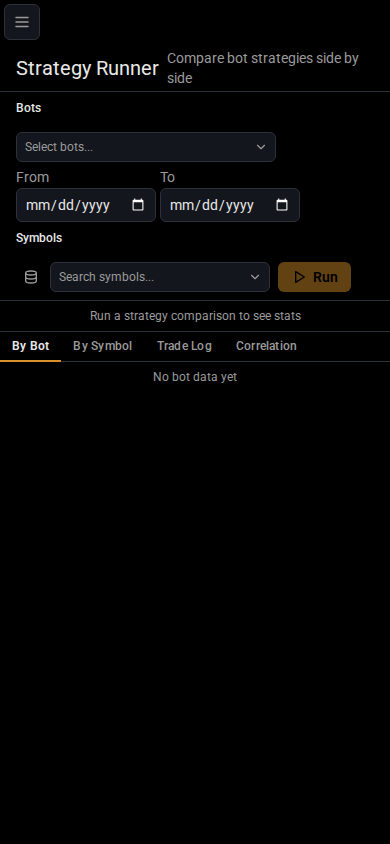 Strategy Runner
Compare bot strategies side by
side
Bots
Select bots...
From To
mm/dd/yyyy mm/dd/yyyy
Symbols
Search symbols... Run
Run a strategy comparison to see stats
By Bot By Symbol Trade Log Correlation
No bot data yet